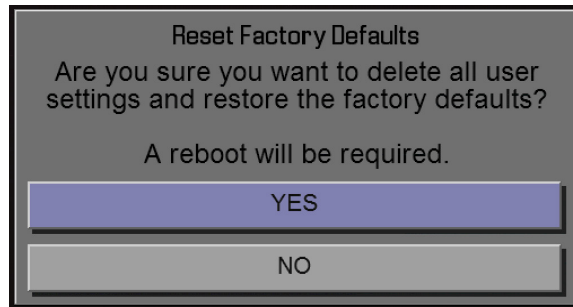 Reset Factory Defaults
Are you sure you want to delete all user
settings and restore the factory defaults?
A reboot will be required.
YES
NO